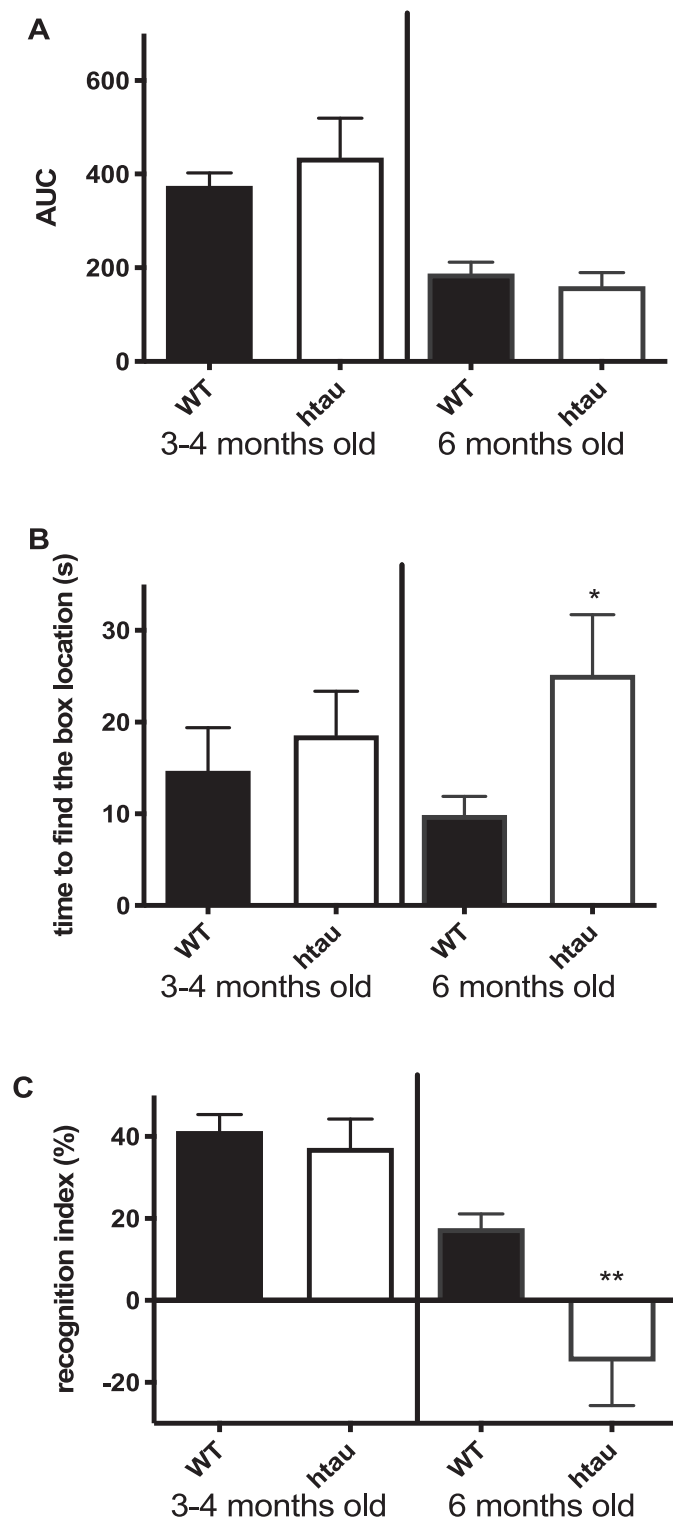 A
600
400
200
0
AUC
WT
htau
WT
htau
3-4 months old
6 months old
B
30
20
10
0
time to find the box location (s)
*
WT
htau
WT
htau
3-4 months old
6 months old
C
40
20
0
-20
recognition index (%)
**
WT
htau
WT
htau
3-4 months old
6 months old